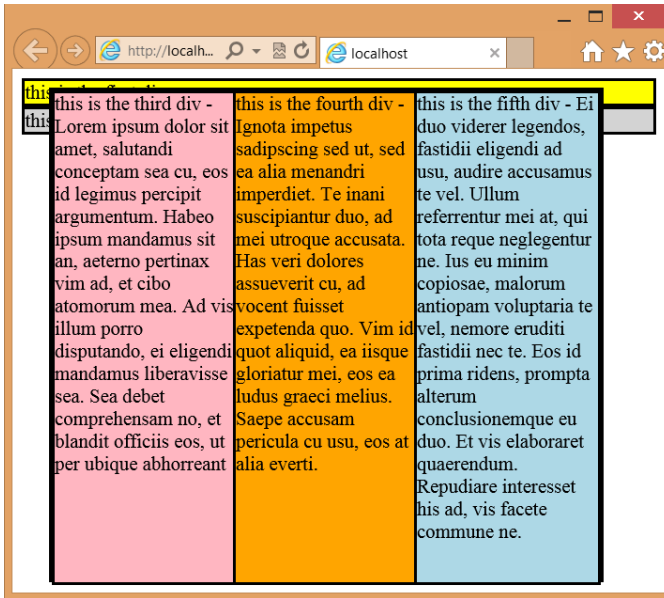 http://localh...
localhost
this is the first div
this
this is the third div -
Lorem ipsum dolor sit
amet, salutandi
conceptam sea cu, eos
id legimus percipit
argumentum. Habeo
ipsum mandamus sit
an, aeterno pertinax
vim ad, et cibo
atomorum mea. Ad vis
illum porro
disputando, ei eligendi
mandamus liberavisse
sea. Sea debet
comprehensam no, et
blandit officiis eos, ut
per ubique abhorreant
this is the fourth div -
Ignota impetus
sadipscing sed ut, sed
ea alia menandri
imperdiet. Te inani
suscipiantur duo, ad
mei utroque accusata.
Has veri dolores
assueverit cu, ad
vocent fuisset
expetenda quo. Vim id
quot aliquid, ea iisque
gloriatur mei, eos ea
ludus graeci melius.
Saepe accusam
pericula cu usu, eos at
alia everti.
this is the fifth div - Ei
duo viderer legendos,
fastidii eligendi ad
usu, audire accusamus
te vel. Ullum
referrentur mei at, qui
tota reque neglegentur
ne. Ius eu minim
copiosae, malorum
antiopam voluptaria te
vel, nemore eruditi
fastidii nec te. Eos id
prima ridens, prompta
alterum
conclusionemque eu
duo. Et vis elaboraret
quaerendum.
Repudiare interesset
his ad, vis facete
commune ne.